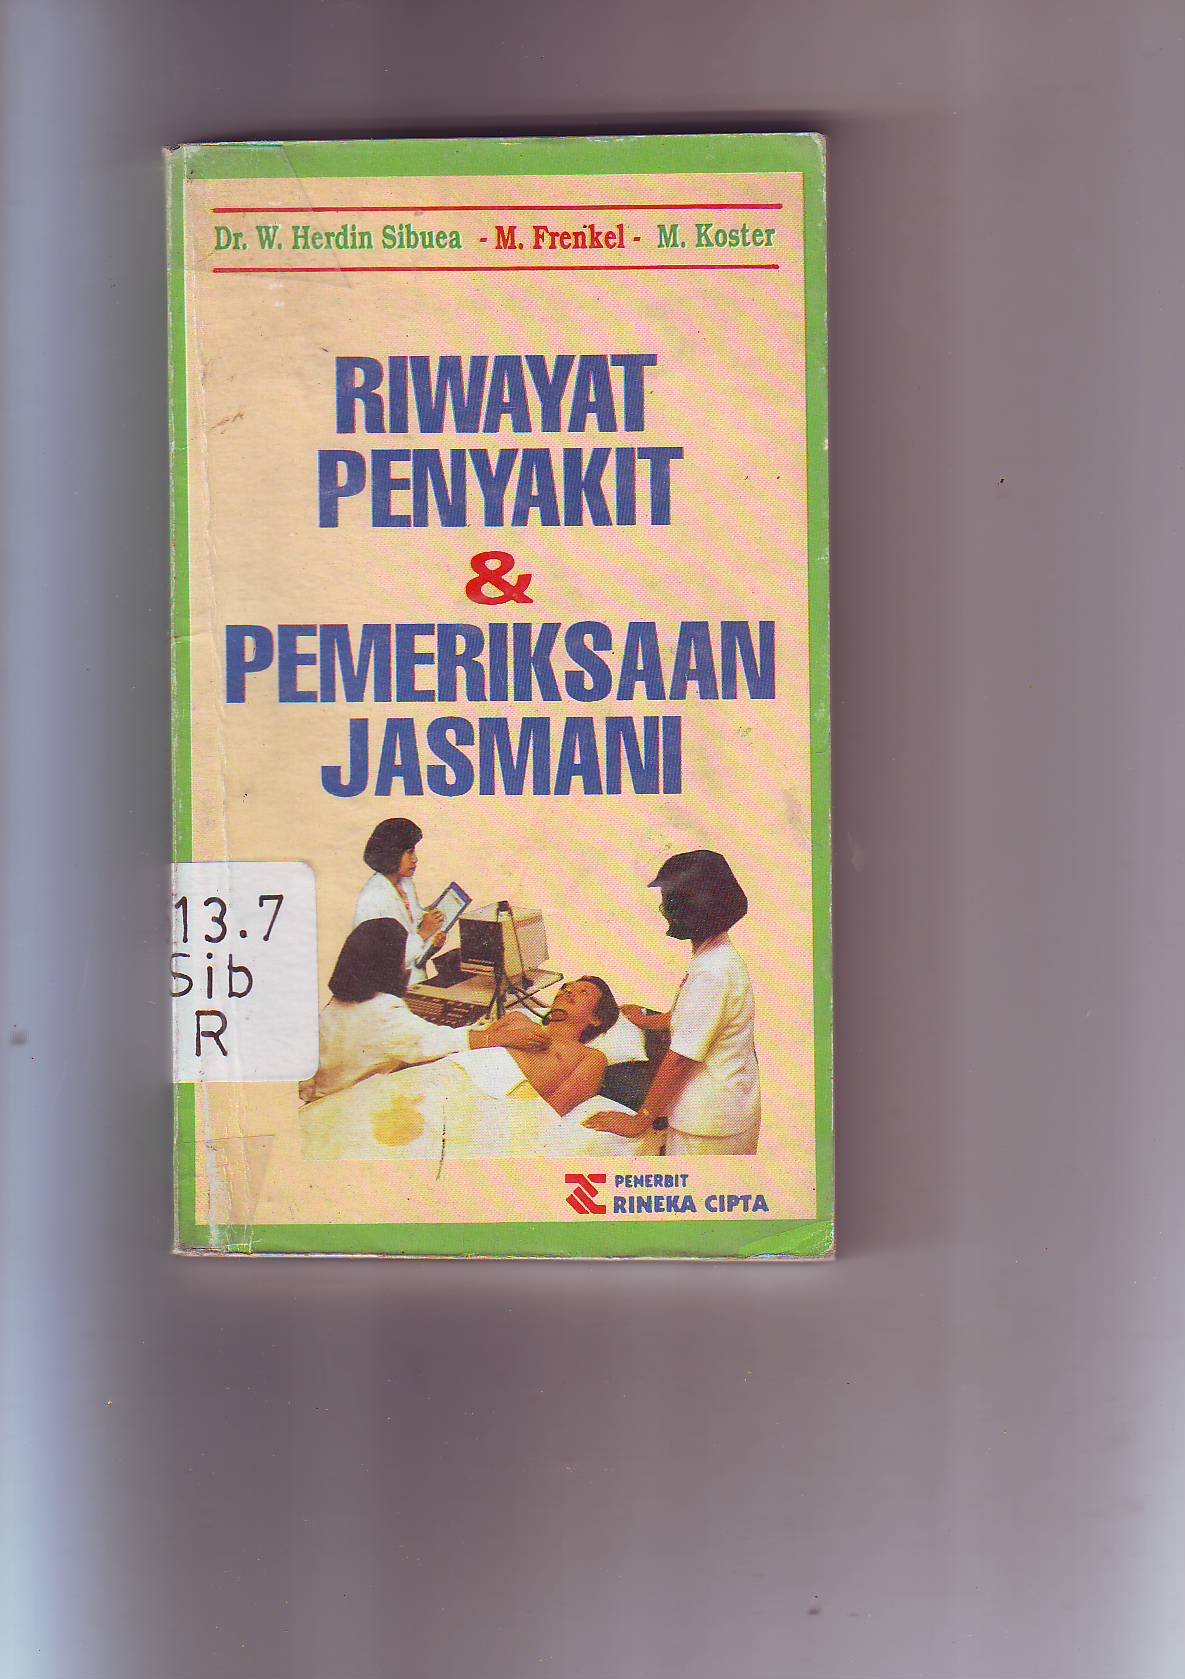 Dr. W. Herdin Sibuea - M. Frenkel - M. Koster
RIWAYAT
PENYAKIT
&
PEMERIKSAAN
JASMANI
13.7
Sib
R
PENERBIT
RINEKA CIPTA